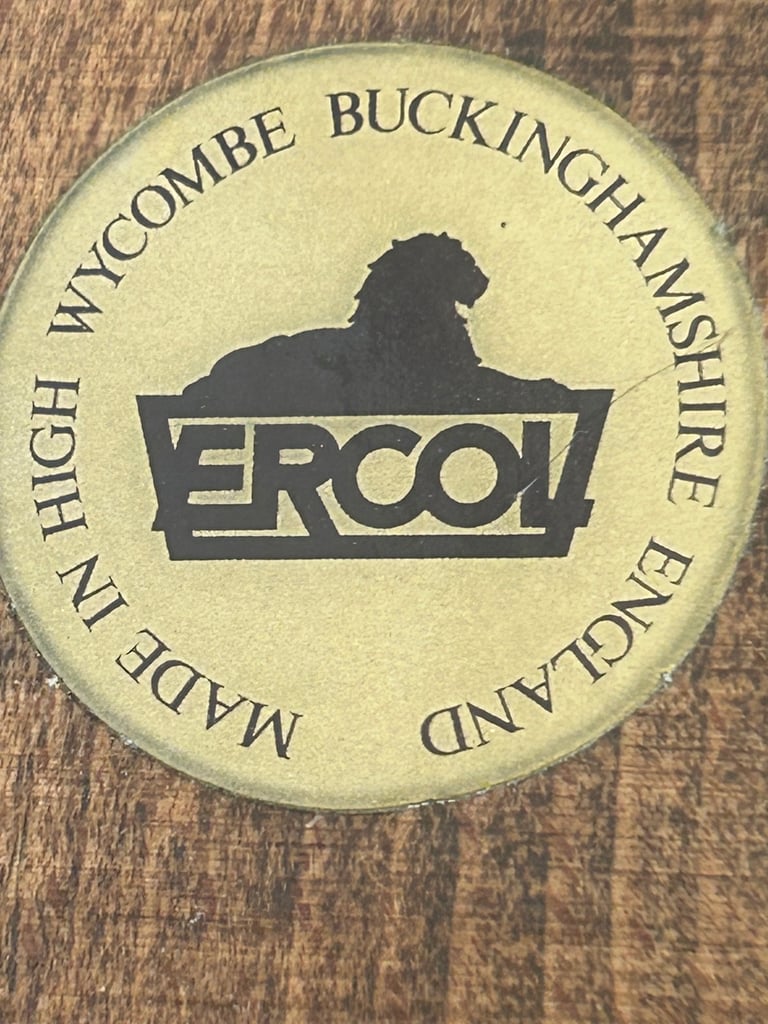 MADE IN HIGH WYCOMBE BUCKINGHAMSHIRE ENGLAND
ERCOL